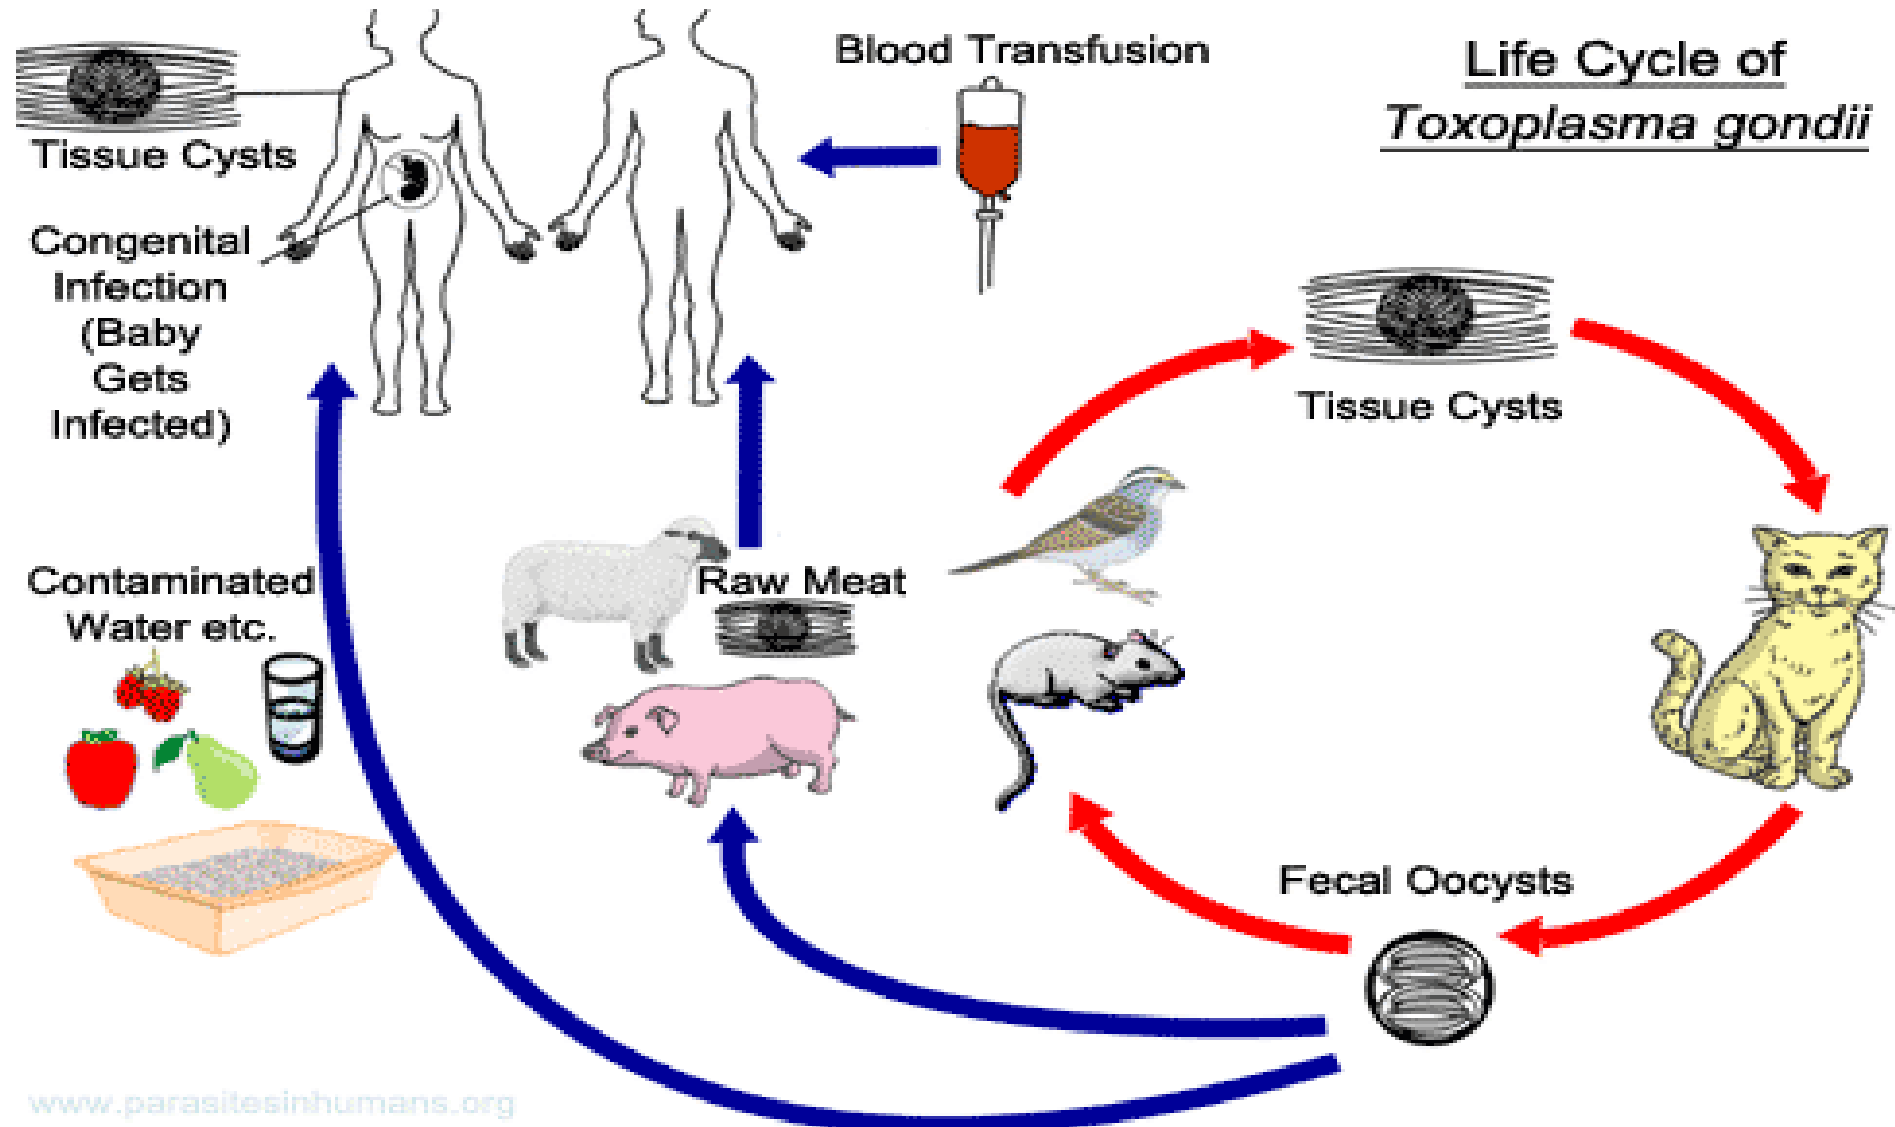 Life Cycle of
Toxoplasma gondii
Blood Transfusion
Tissue Cysts
Congenital
Infection
(Baby
Gets
Infected)
Tissue Cysts
Contaminated
Water etc.
Raw Meat
Fecal Oocysts
www.parasitesinhumans.org